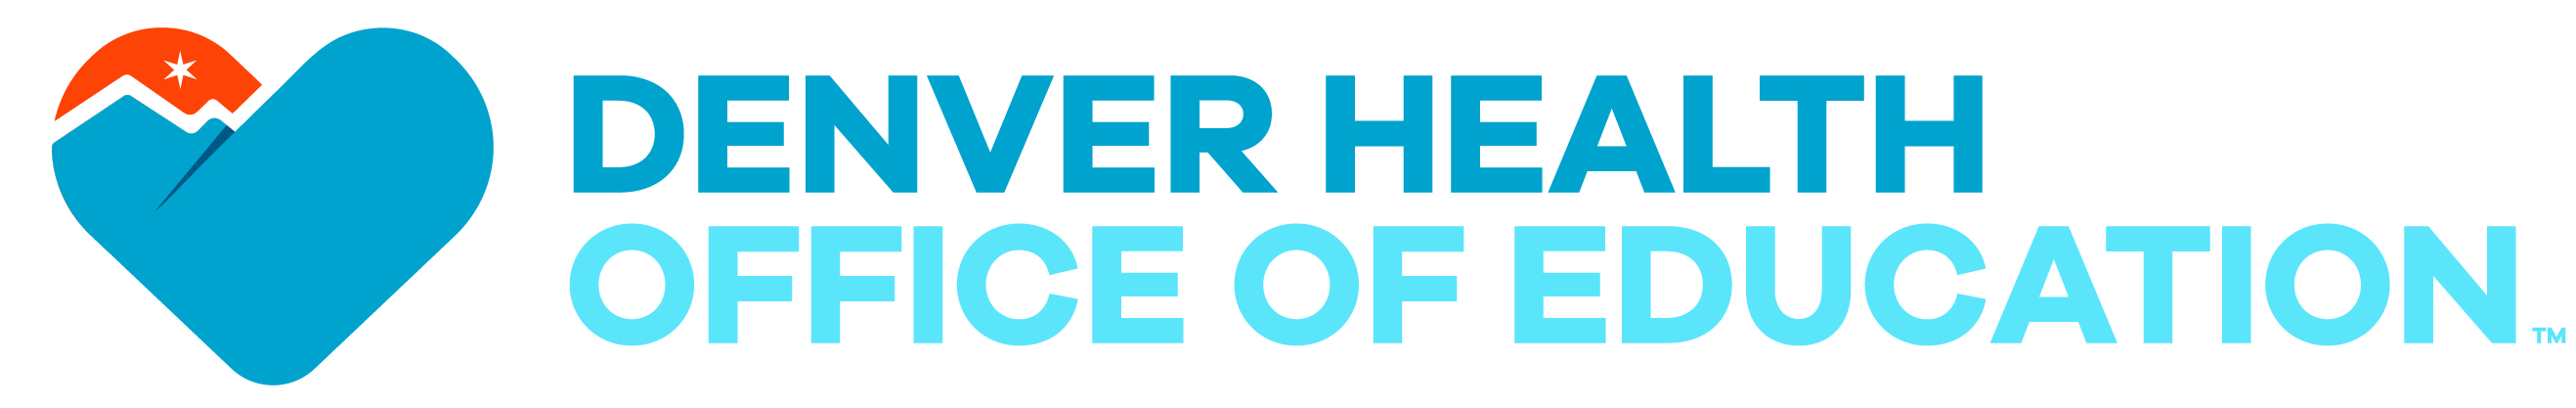 DENVER HEALTH
OFFICE OF EDUCATION™